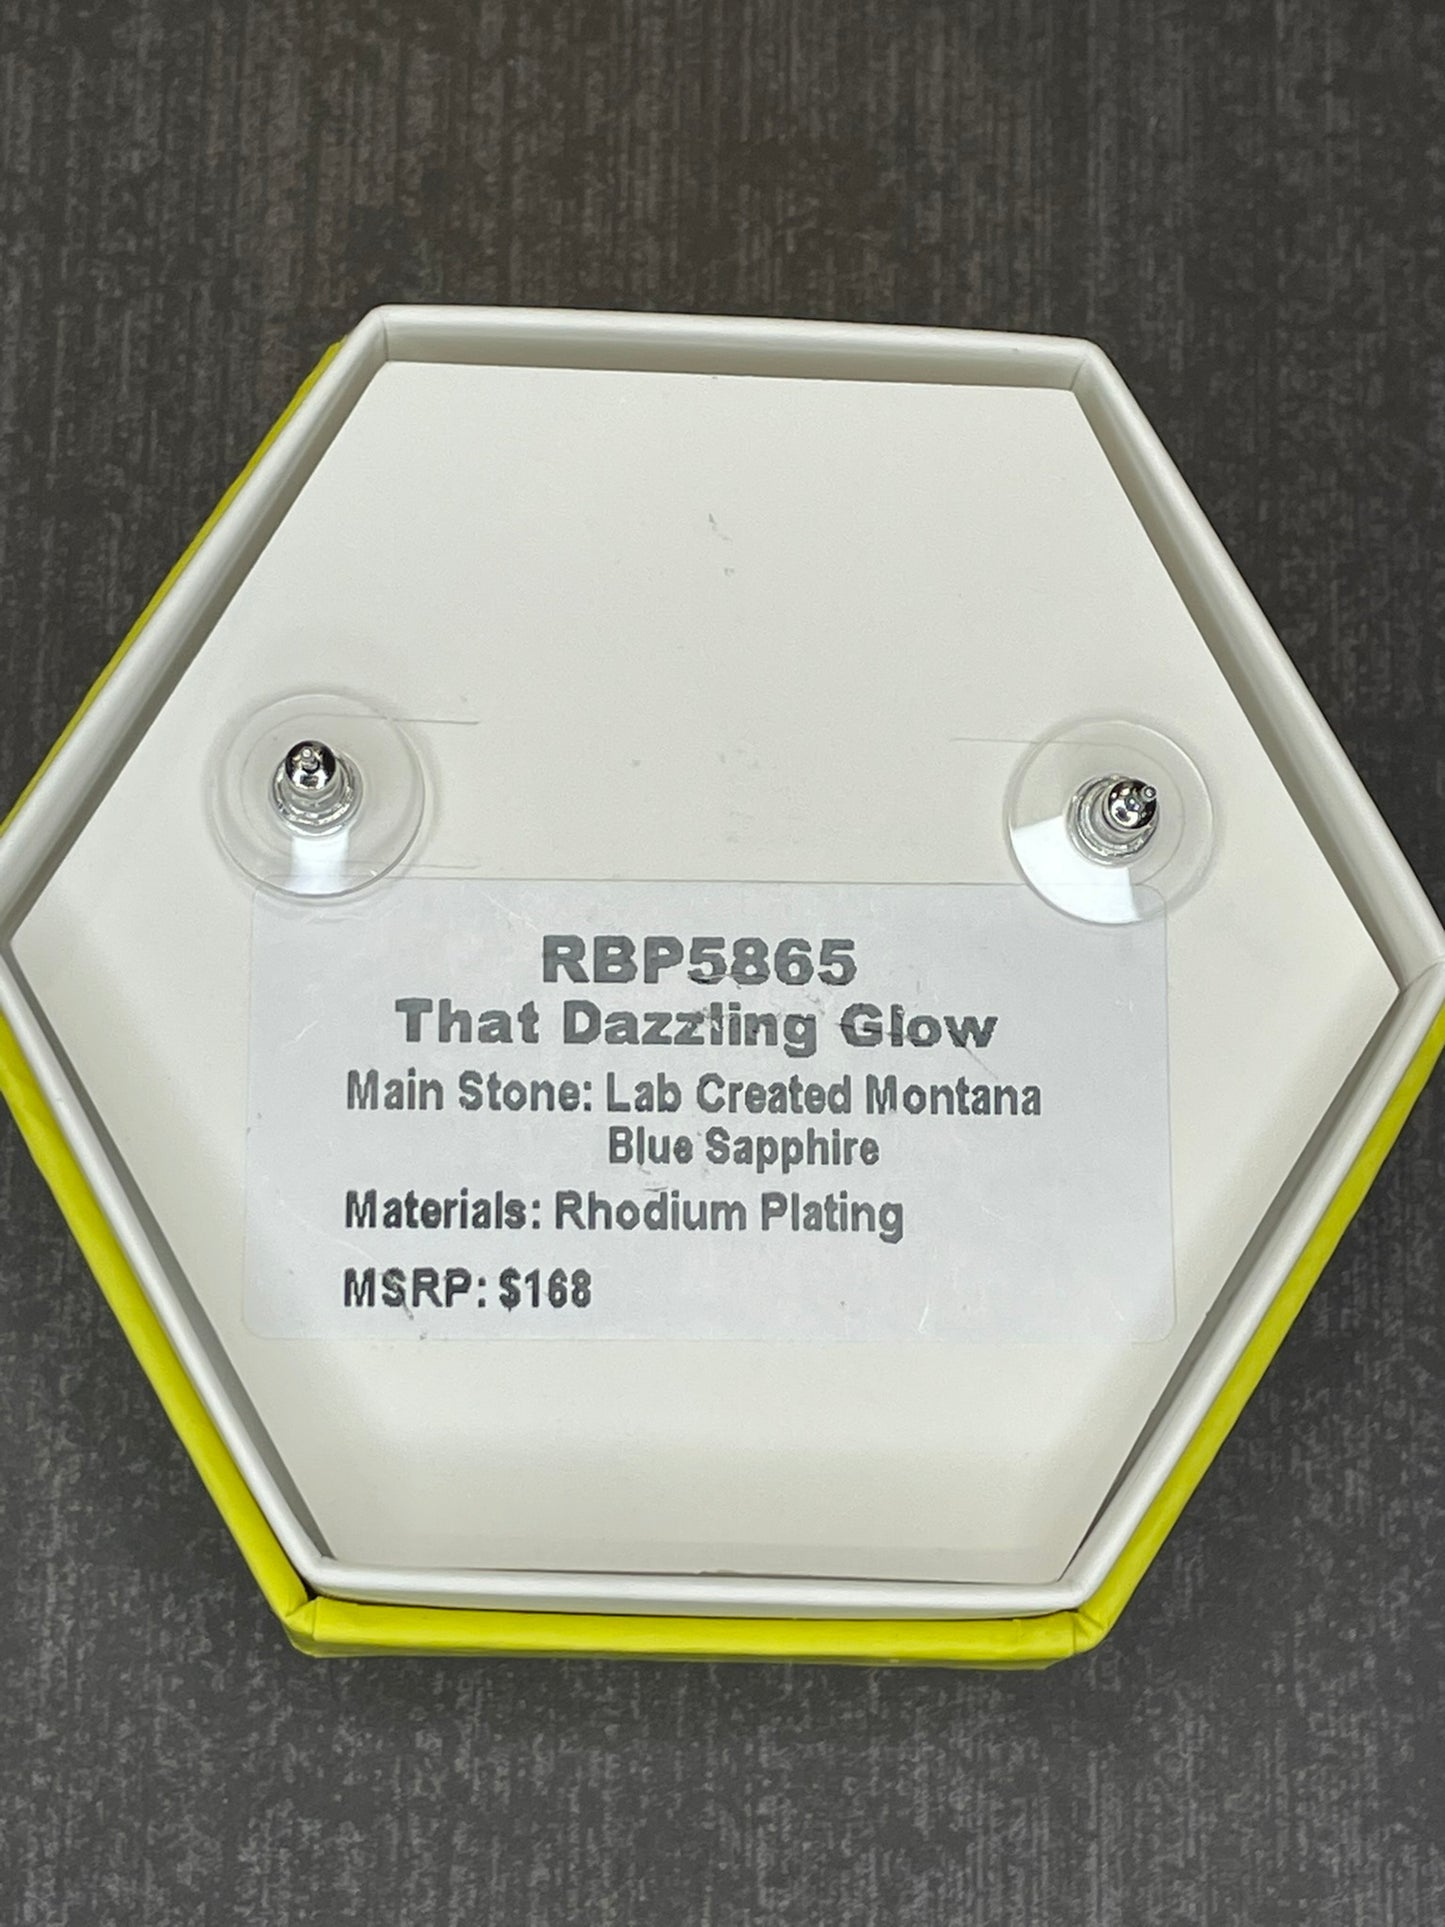 RBP5865
That Dazzling Glow
Main Stone: Lab Created Montana
Blue Sapphire
Materials: Rhodium Plating
MSRP: $168